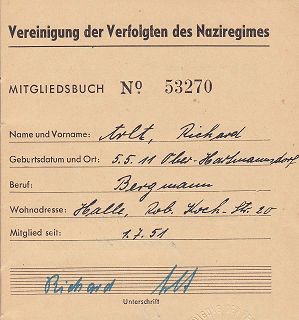 Vereinigung der Verfolgten des Naziregimes
MITGLIEDSBUCH Nº 53270
Name und Vorname: Arlt, Richard
Geburtsdatum und Ort: 5.5.11 Ober-Hartmannsdorf
Beruf: Bergmann
Wohnadresse: Halle, Rob. Koch-Str. 20
Mitglied seit: 1.7.51
Richard Arlt
Unterschrift